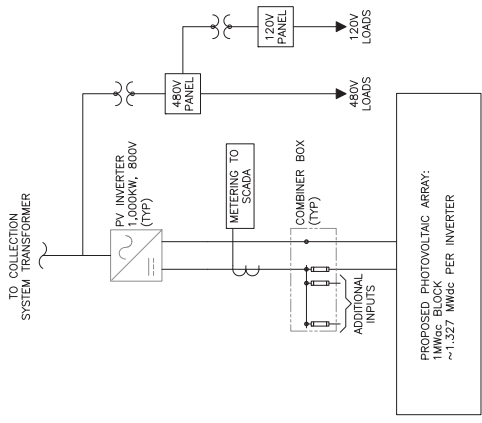 TO COLLECTION
SYSTEM TRANSFORMER
PV INVERTER
1,000KW, 800V
(TYP)
480V
PANEL
120V
PANEL
480V
LOADS
120V
LOADS
METERING TO
SCADA
COMBINER BOX
(TYP)
ADDITIONAL
INPUTS
PROPOSED PHOTOVOLTAIC ARRAY:
1MWac BLOCK
~1.327 MWdc PER INVERTER